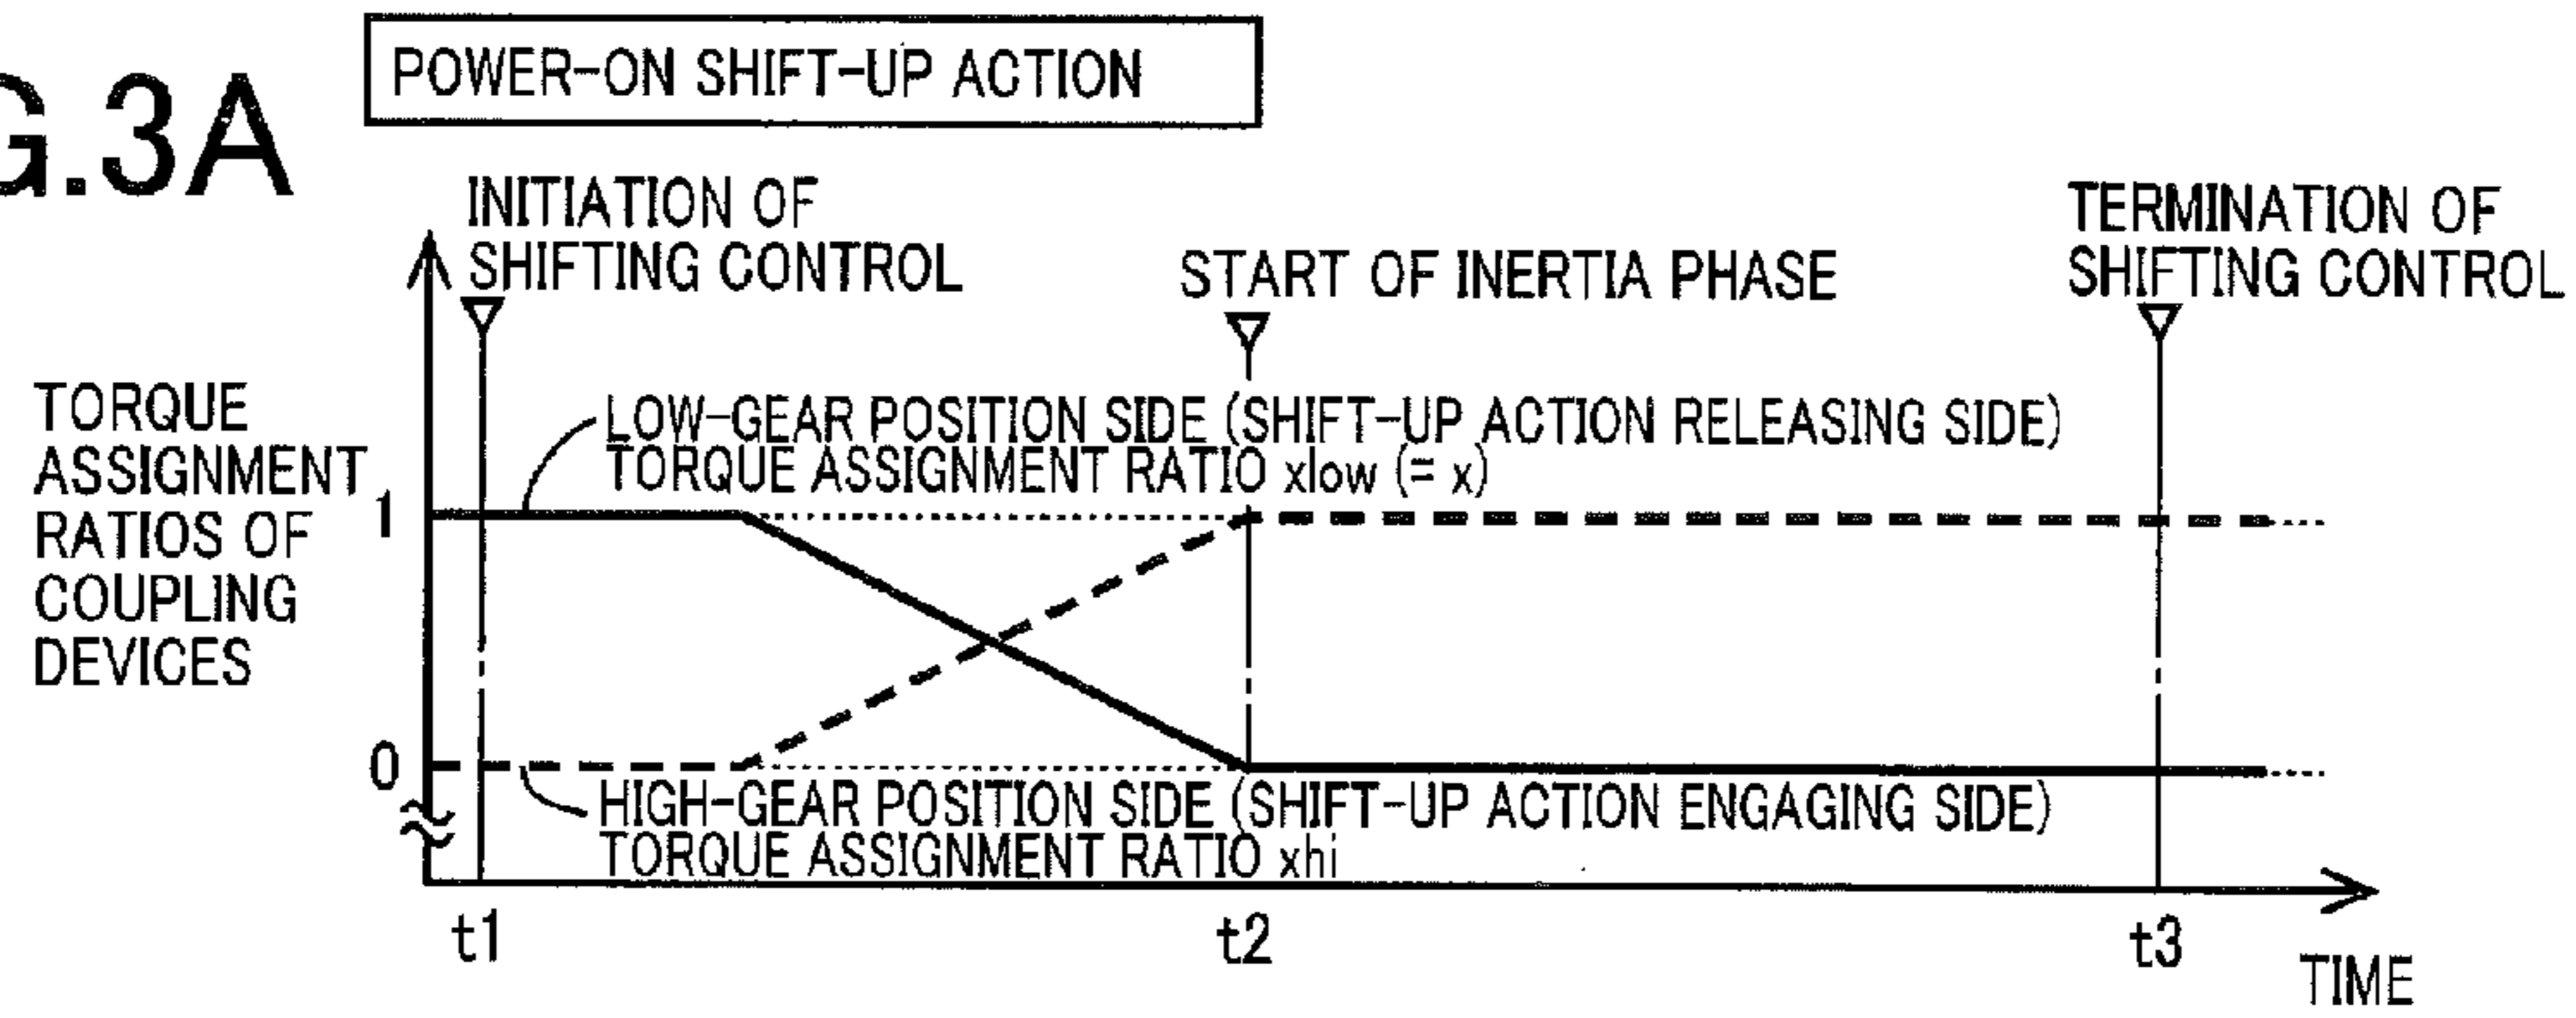 G.3A
POWER-ON SHIFT-UP ACTION
INITIATION OF
SHIFTING CONTROL
START OF INERTIA PHASE
TERMINATION OF
SHIFTING CONTROL
TORQUE
ASSIGNMENT
RATIOS OF
COUPLING
DEVICES
1
0
LOW-GEAR POSITION SIDE (SHIFT-UP ACTION RELEASING SIDE)
TORQUE ASSIGNMENT RATIO xlow (= x)
HIGH-GEAR POSITION SIDE (SHIFT-UP ACTION ENGAGING SIDE)
TORQUE ASSIGNMENT RATIO xhi
t1
t2
t3
TIME